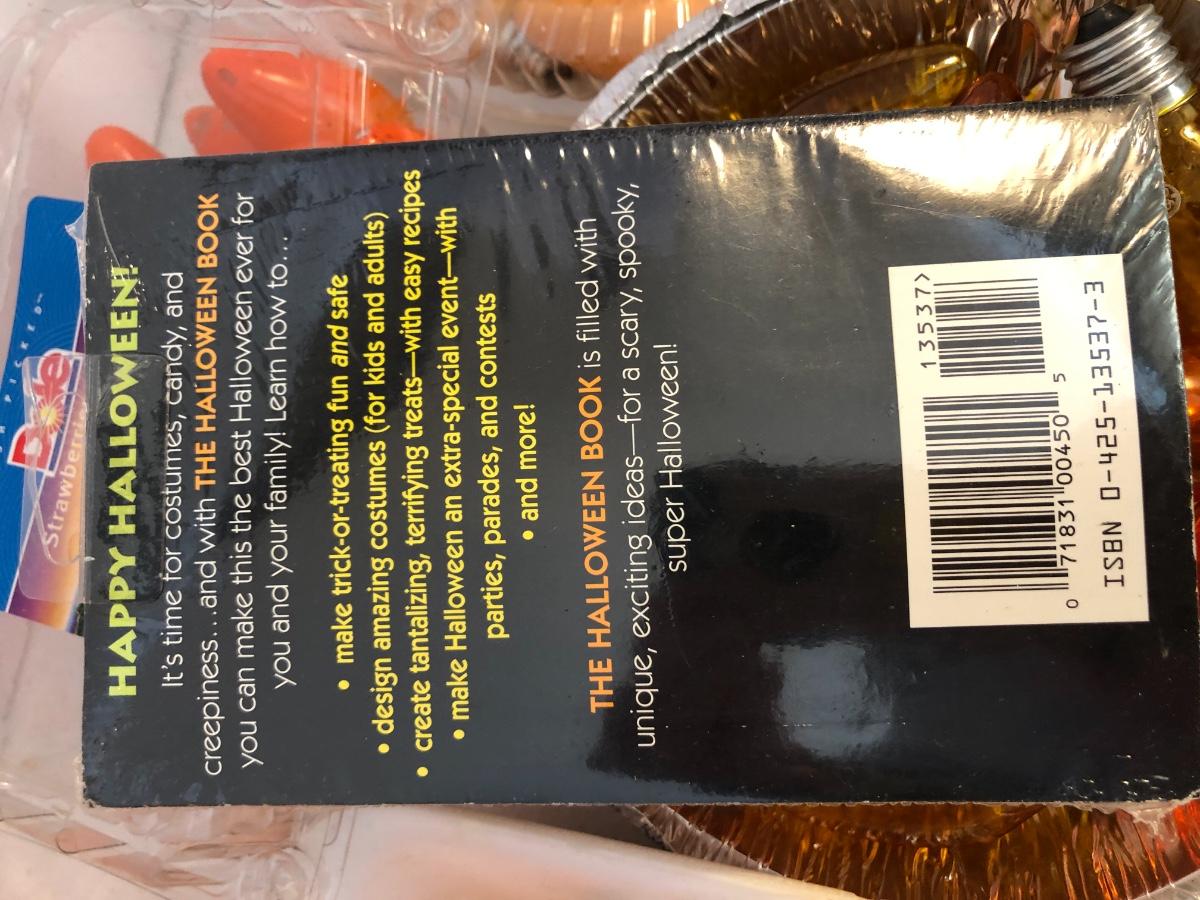 HAPPY HALLOWEEN!
It's time for costumes, candy, and
creepiness...and with THE HALLOWEEN BOOK
you can make this the best Halloween ever for
you and your family! Learn how to...
• make trick-or-treating fun and safe
• design amazing costumes (for kids and adults)
• create tantalizing, terrifying treats—with easy recipes
• make Halloween an extra-special event—with
parties, parades, and contests
• and more!
THE HALLOWEEN BOOK is filled with
unique, exciting ideas—for a scary, spooky,
super Halloween!
13537>
0 71831 00450 5
ISBN 0-425-13537-3
Dole
Strawberries